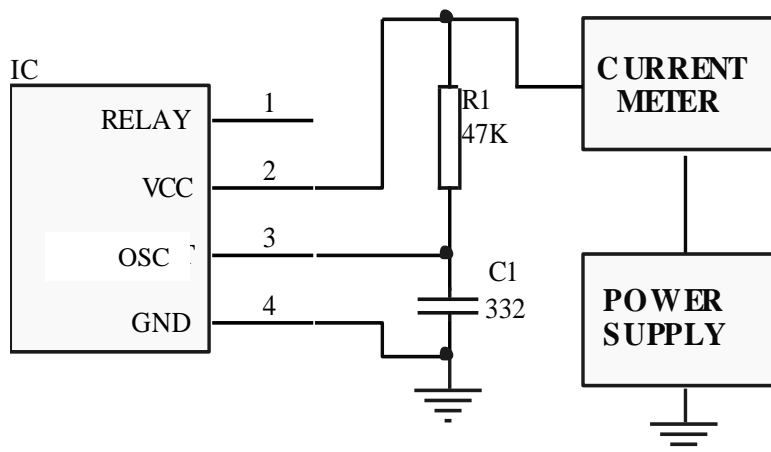 IC
RELAY
1
VCC
2
OSC
3
GND
4
R1
47K
C1
332
CURRENT
METER
POWER
SUPPLY